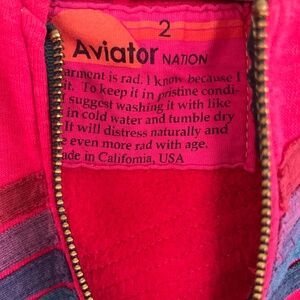 2
Aviator NATION
arment is rad. I know because I
it. To keep it in pristine condi-
suggest washing it with like
in cold water and tumble dry
It will distress naturally and
e even more rad with age.
ade in California, USA